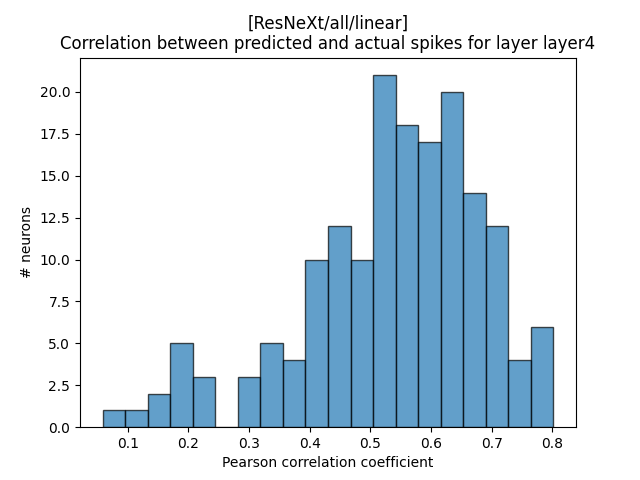 [ResNeXt/all/linear]
Correlation between predicted and actual spikes for layer layer4
20.0
17.5
15.0
12.5
10.0
7.5
5.0
2.5
0.0
# neurons
0.1 0.2 0.3 0.4 0.5 0.6 0.7 0.8
Pearson correlation coefficient